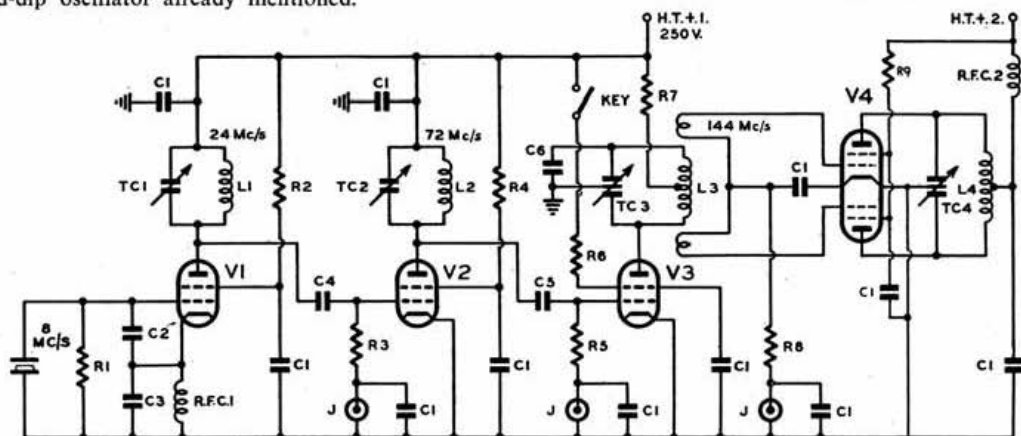 d-dip oscillator already mentioned.
H.T.+.1.
250 V.
H.T.+.2.
C1
C1
R9
R.F.C.2
KEY
R7
V4
24 Mc/s
72 Mc/s
144 Mc/s
C6
C1
TC1
L1
R2
TC2
L2
R4
TC3
L3
L4
TC4
R6
V1
V2
V3
C4
C5
C1
8
MC/S
C2
R1
C3
R.F.C.1
C1
R3
C1
R5
C1
R8
C1
J
C1
J
C1
J
C1